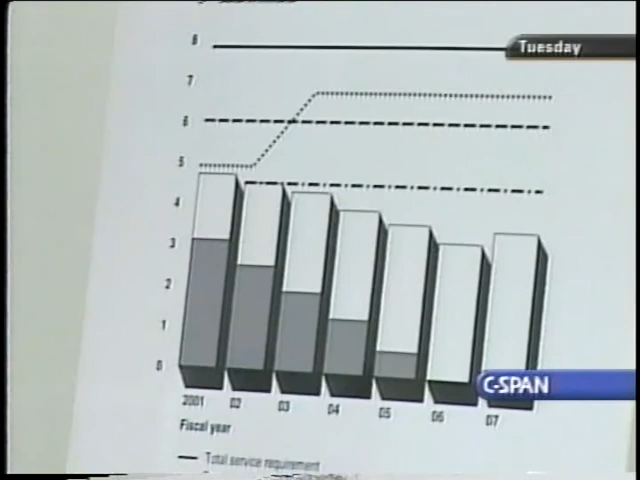 8
Tuesday
7
6
5
4
3
2
1
0
C-SPAN
2001 02 03 04 05 06 07
Fiscal year
Total service requirement